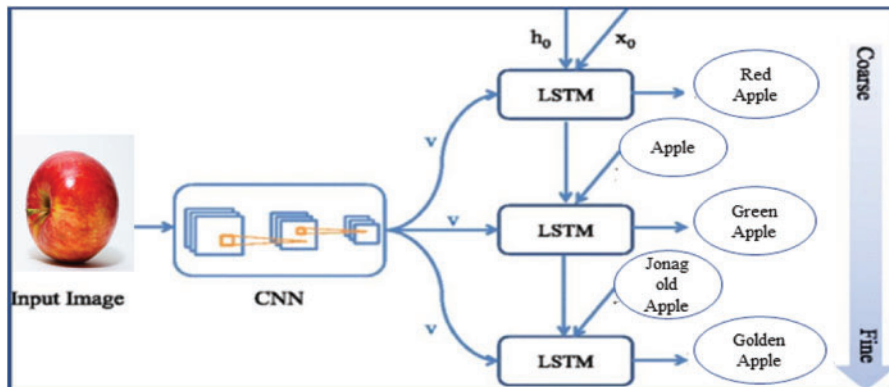 h₀ x₀
LSTM
Red
Apple
Coarse
v
Apple
v
LSTM
Green
Apple
Input Image
CNN
Jonag
old
Apple
v
LSTM
Golden
Apple
Fine